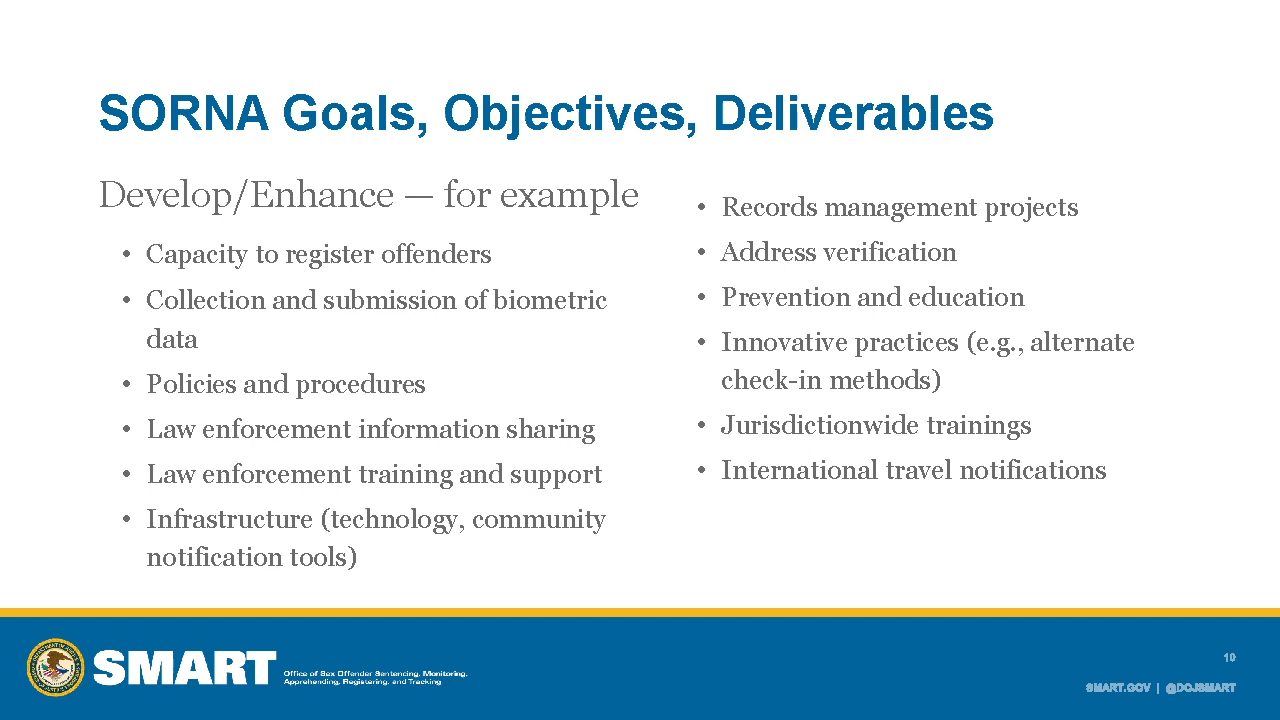 SORNA Goals, Objectives, Deliverables
Develop/Enhance — for example
• Capacity to register offenders
• Collection and submission of biometric
data
• Policies and procedures
• Law enforcement information sharing
• Law enforcement training and support
• Infrastructure (technology, community
notification tools)
• Records management projects
• Address verification
• Prevention and education
• Innovative practices (e.g., alternate
check-in methods)
• Jurisdictionwide trainings
• International travel notifications
SMART
Office of Sex Offender Sentencing, Monitoring,
Apprehending, Registering, and Tracking
10
SMART.GOV | @DOJSMART